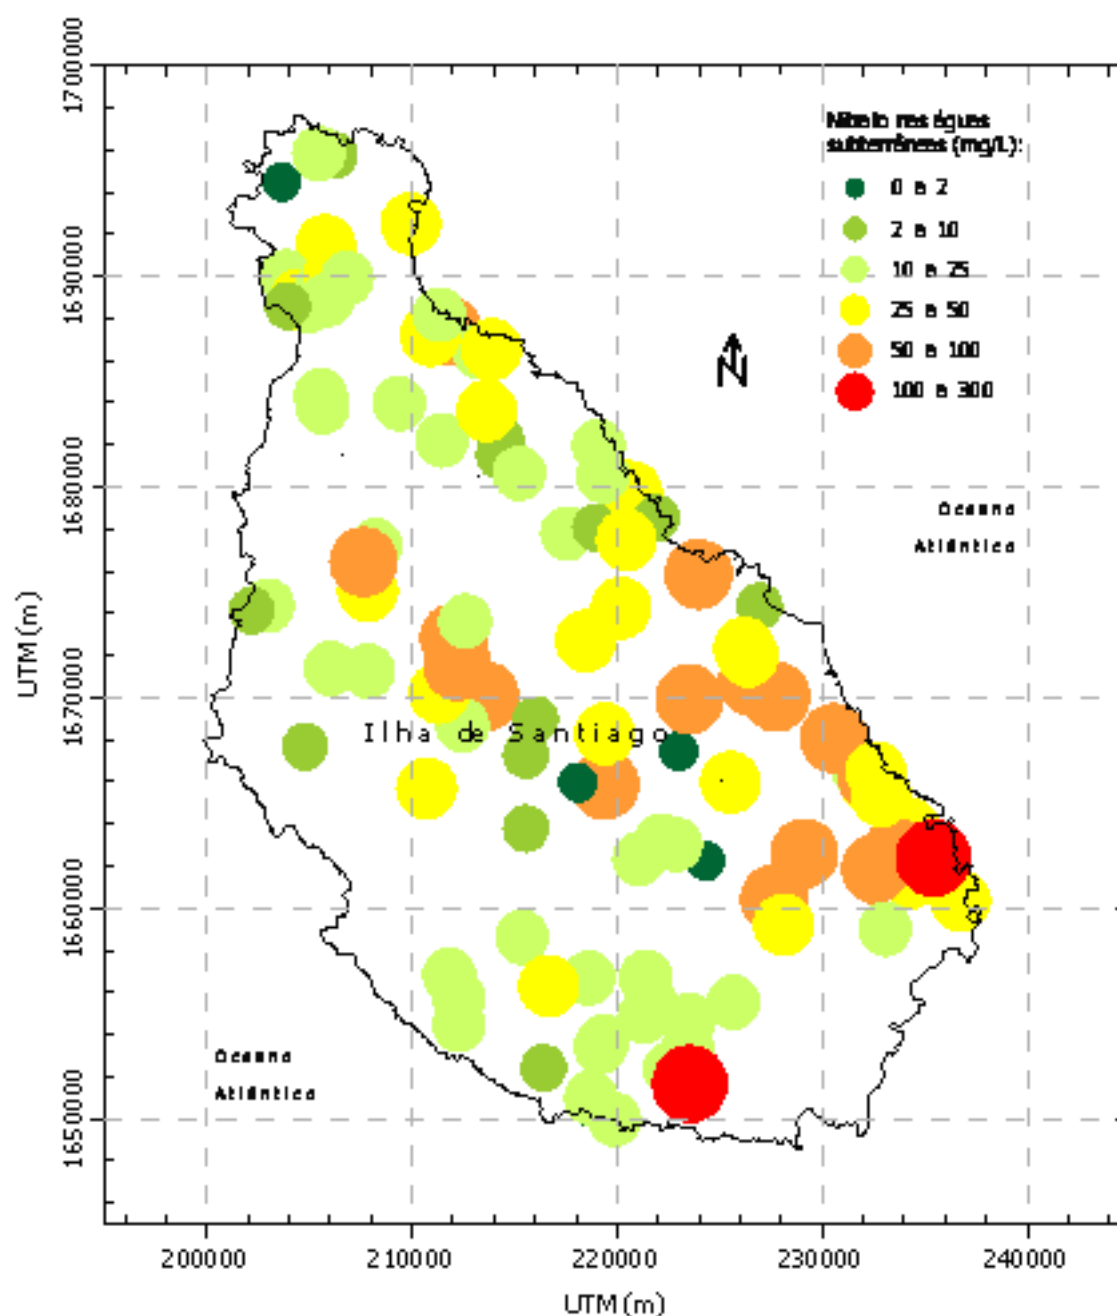 Nitrato nas águas
subterrâneas (mg/L):
0 a 2
2 a 10
10 a 25
25 a 50
50 a 100
100 a 300
N
Oceano
Atlântico
Ilha de Santiago
Oceano
Atlântico
UTM (m)
1700000
1690000
1680000
1670000
1660000
1650000
200000 210000 220000 230000 240000
UTM (m)